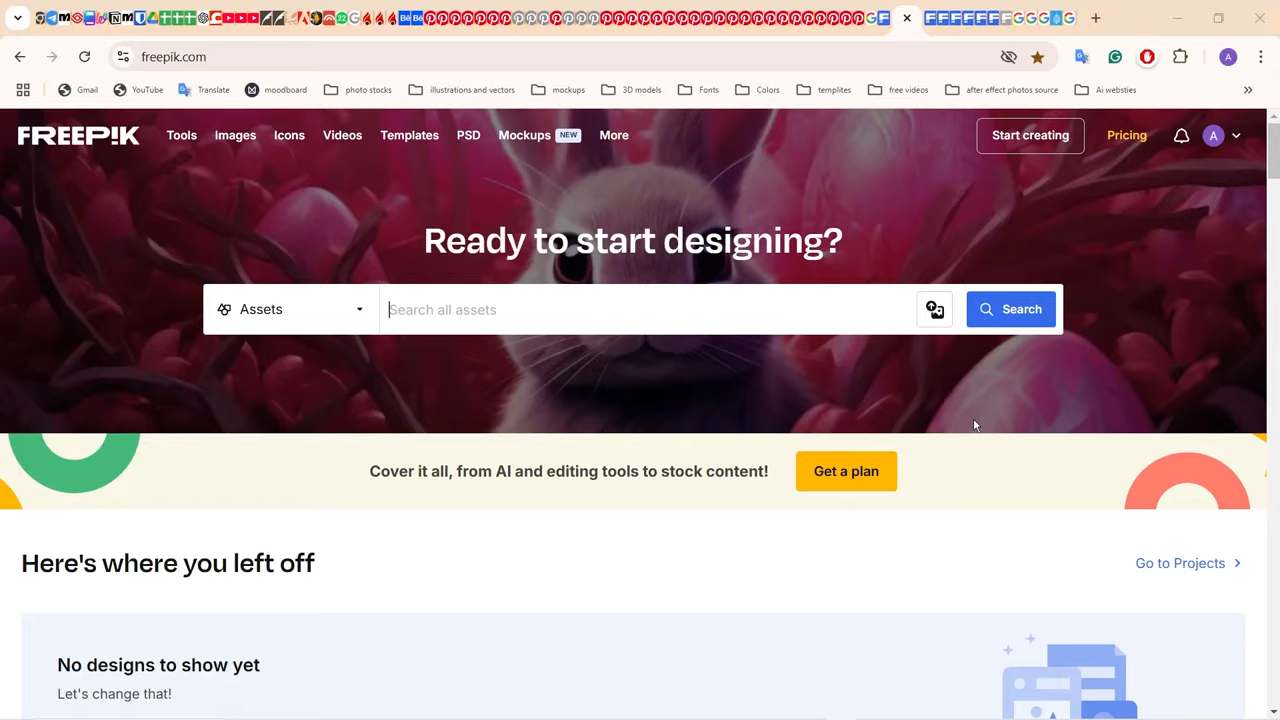 freepik.com
A
Gmail
YouTube
Translate
moodboard
photo stocks
illustrations and vectors
mockups
3D models
Fonts
Colors
templites
free videos
after effect photos source
Ai websties
FREEP!K
Tools
Images
Icons
Videos
Templates
PSD
Mockups
NEW
More
Start creating
Pricing
A
Ready to start designing?
Assets
Search all assets
Search
Cover it all, from AI and editing tools to stock content!
Get a plan
Here's where you left off
Go to Projects
No designs to show yet
Let's change that!